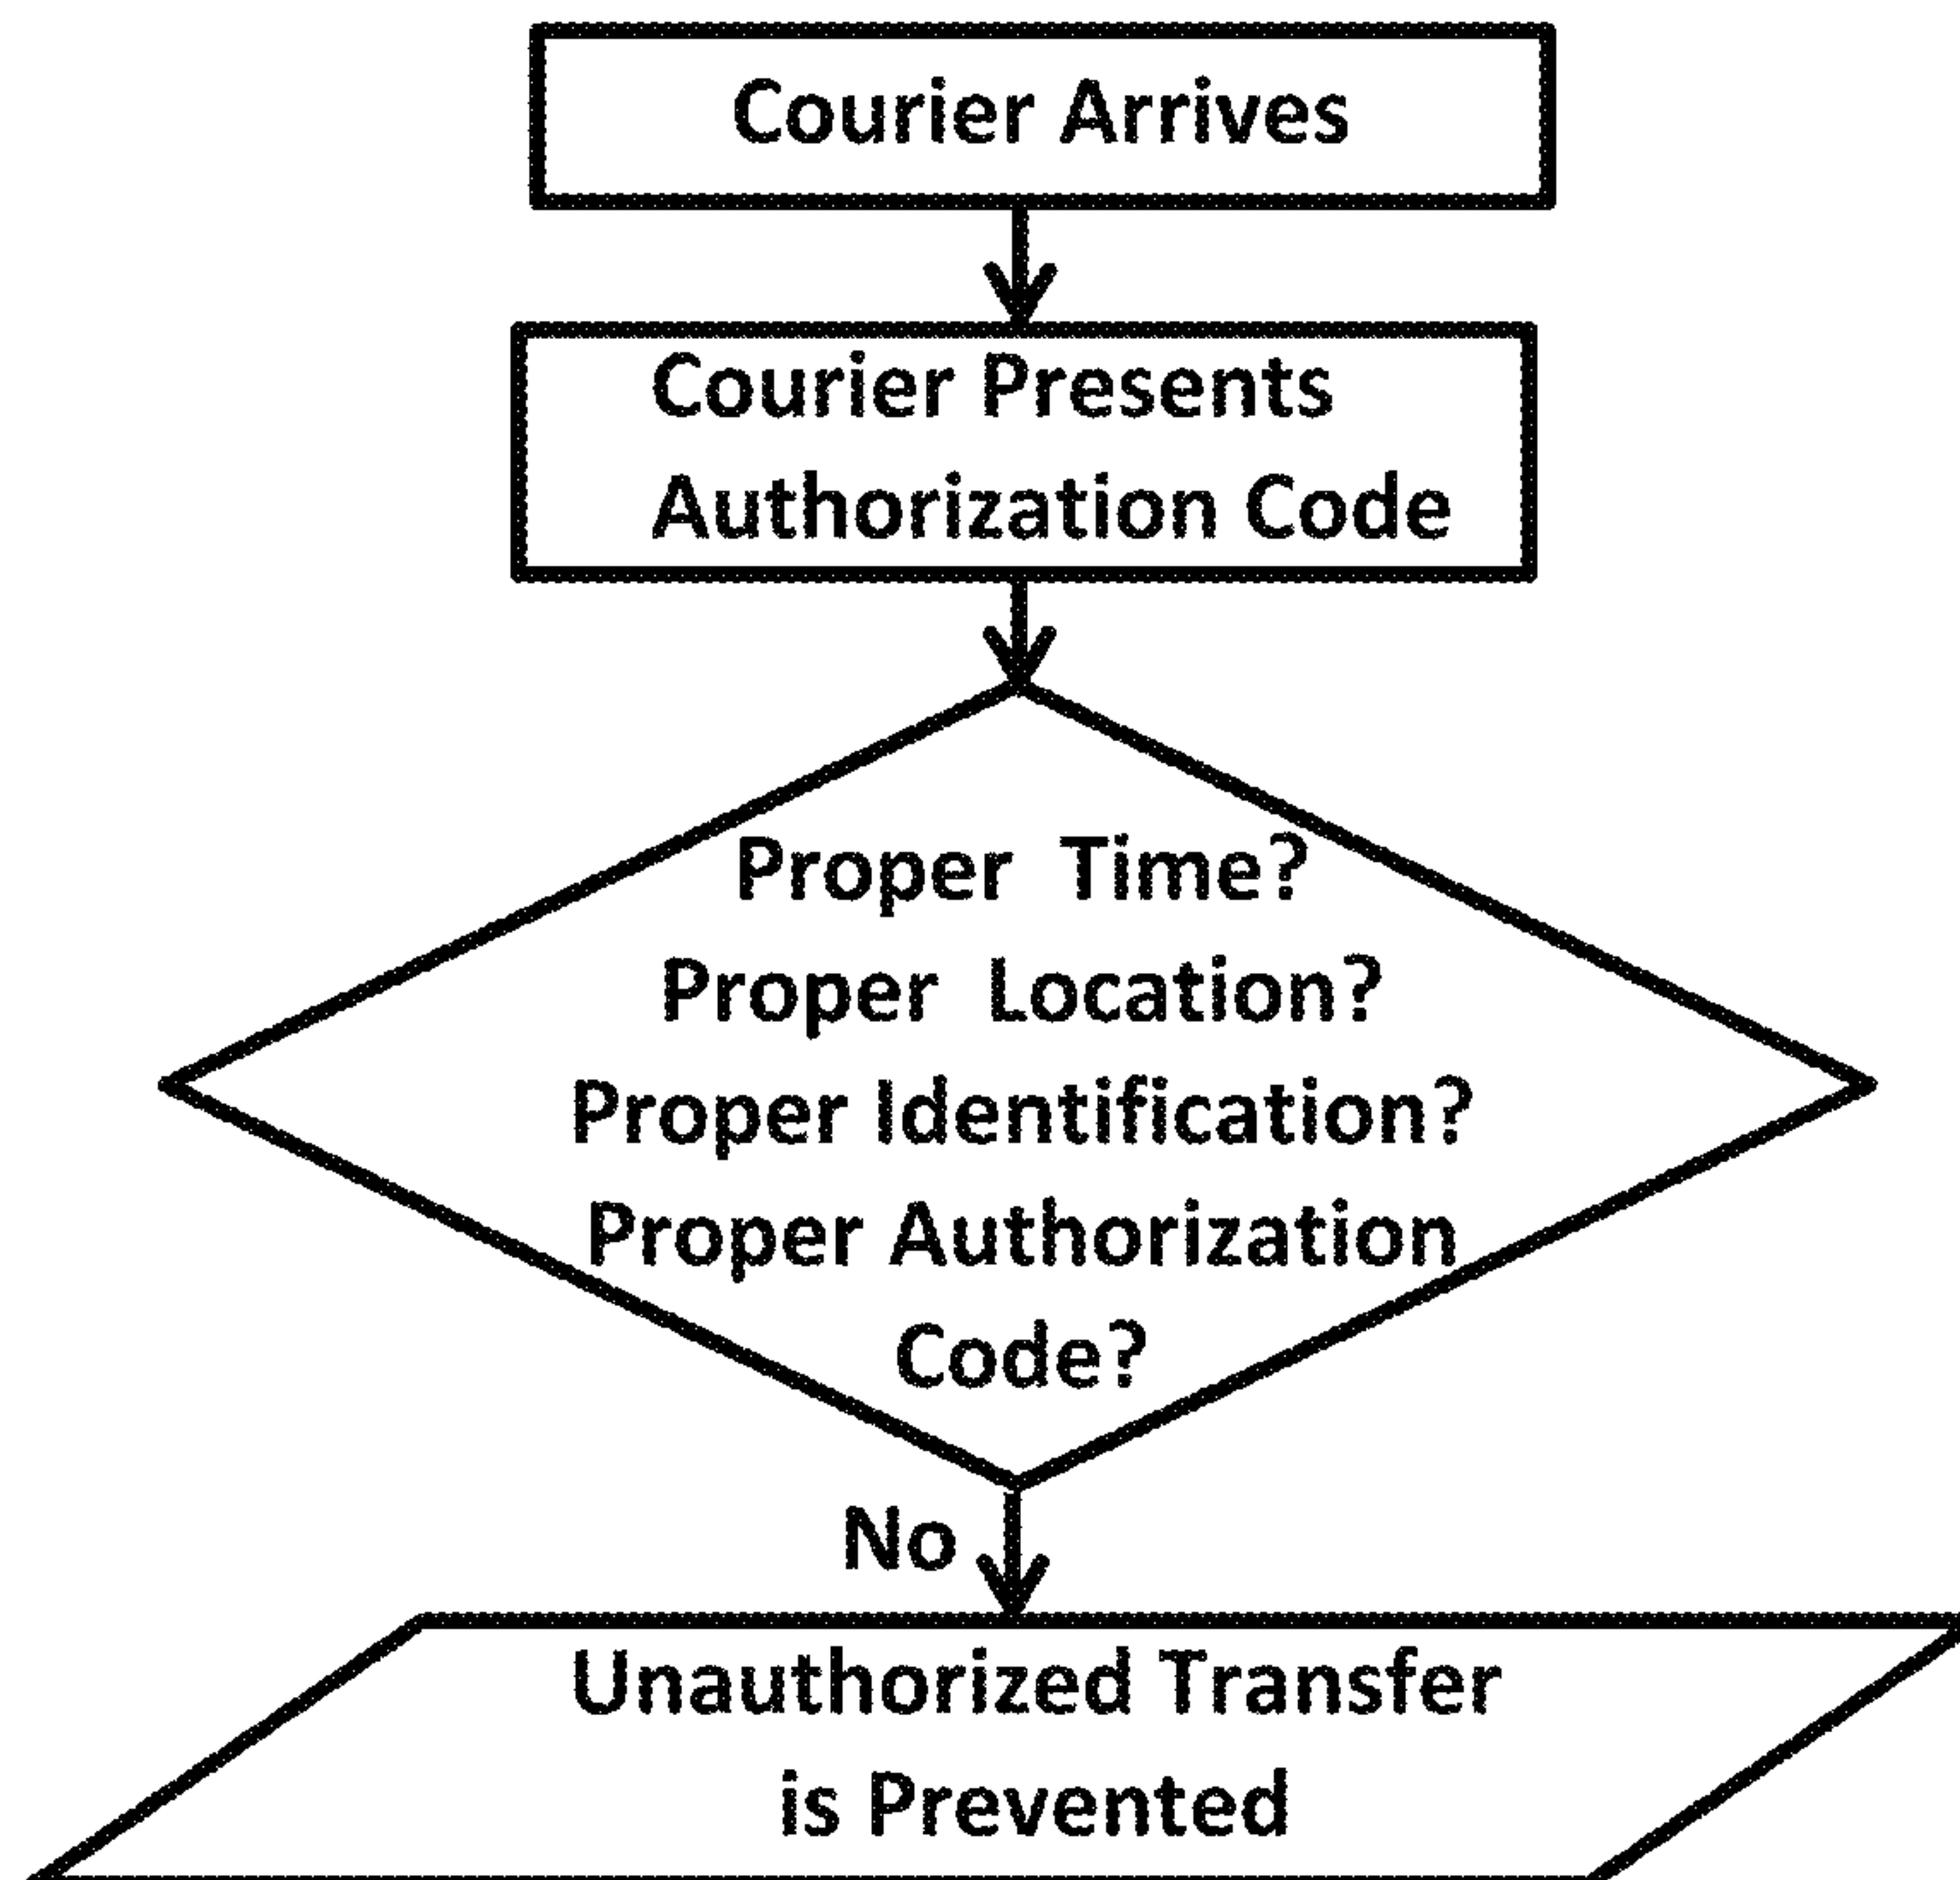 Courier Arrives
Courier Presents
Authorization Code
Proper Time?
Proper Location?
Proper Identification?
Proper Authorization
Code?
No
Unauthorized Transfer
is Prevented